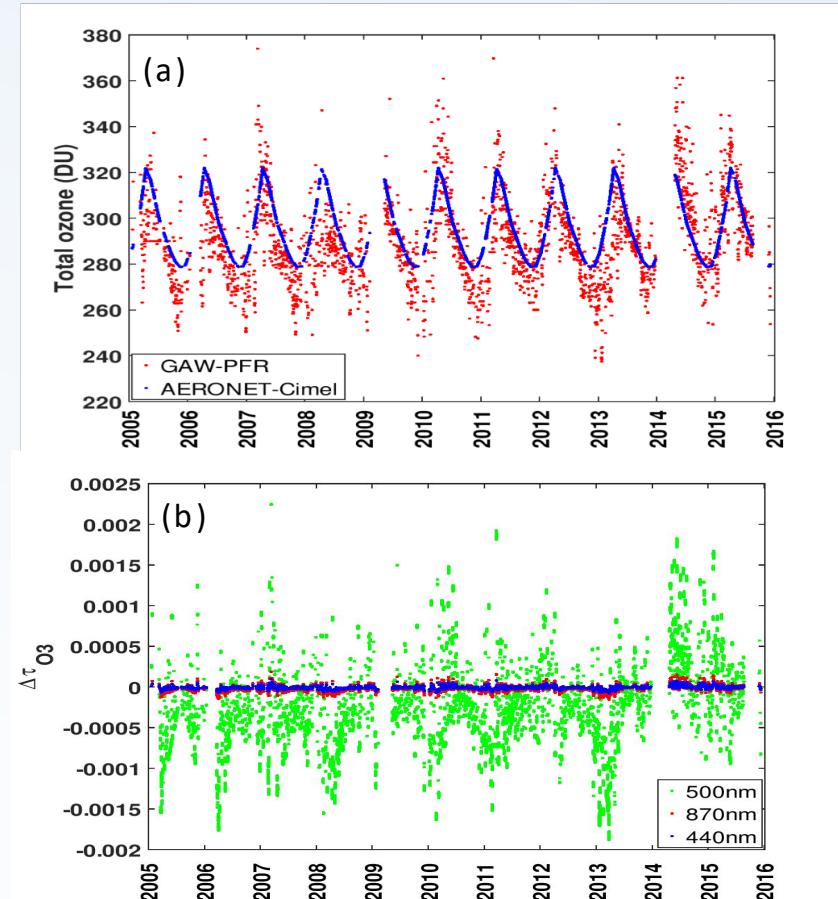 (a)
Total ozone (DU)
380
360
340
320
300
280
260
240
220
GAW-PFR
AERONET-Cimel
2005 2006 2007 2008 2009 2010 2011 2012 2013 2014 2015 2016
(b)
Δτ O3
0.0025
0.002
0.0015
0.001
0.0005
0
-0.0005
-0.001
-0.0015
-0.002
500nm
870nm
440nm
2005 2006 2007 2008 2009 2010 2011 2012 2013 2014 2015 2016